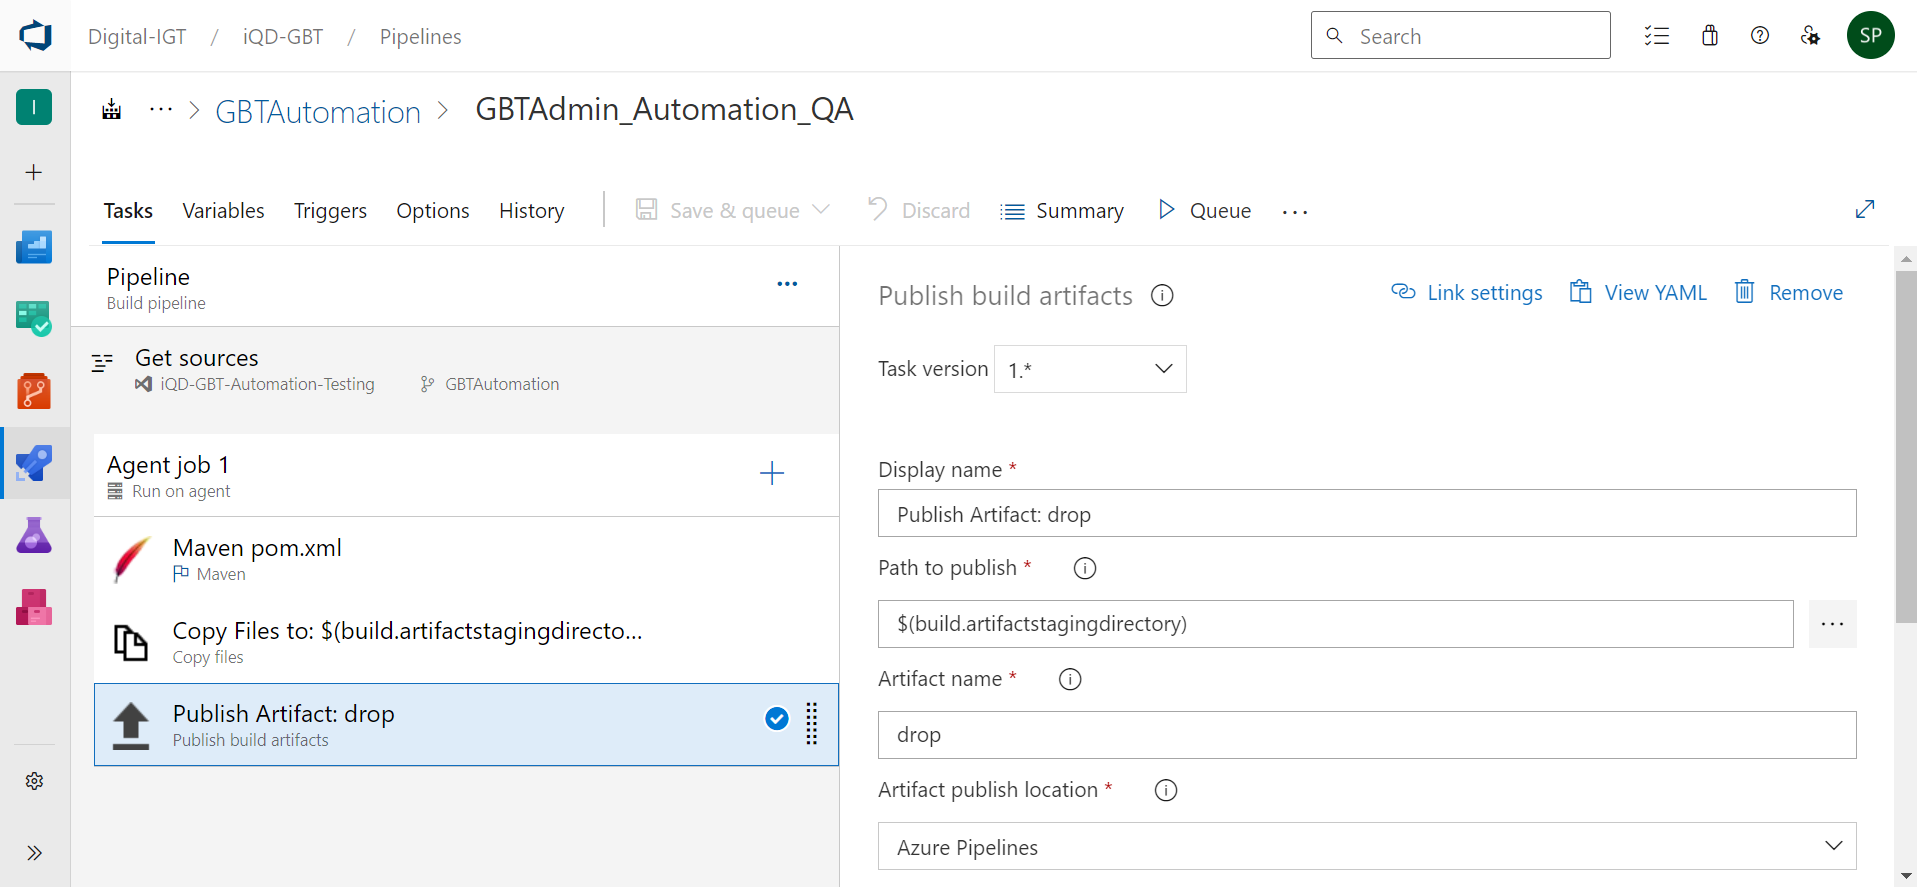 Digital-IGT / iQD-GBT / Pipelines
Search
SP
I
... > GBTAutomation > GBTAdmin_Automation_QA
Tasks Variables Triggers Options History Save & queue Discard Summary Queue ...
Pipeline
Build pipeline
...
Get sources
iQD-GBT-Automation-Testing GBTAutomation
Agent job 1
Run on agent
Maven pom.xml
Maven
Copy Files to: $(build.artifactstagingdirecto...
Copy files
Publish Artifact: drop
Publish build artifacts
Publish build artifacts
Link settings View YAML Remove
Task version 1.*
Display name *
Publish Artifact: drop
Path to publish *
$(build.artifactstagingdirectory)
...
Artifact name *
drop
Artifact publish location *
Azure Pipelines